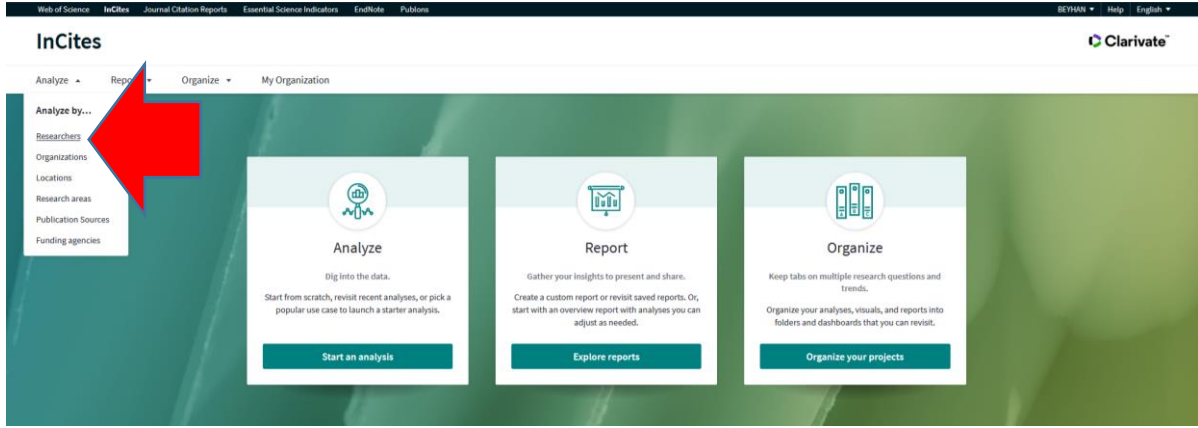 Web of Science InCites Journal Citation Reports Essential Science Indicators EndNote Publons BEYHAN Help English
InCites
Clarivate™
Analyze Organize My Organization
Analyze by...
Researchers
Organizations
Locations
Research areas
Publication Sources
Funding agencies
Analyze
Dig into the data.
Start from scratch, revisit recent analyses, or pick a
popular use case to launch a starter analysis.
Start an analysis
Report
Gather your insights to present and share.
Create a custom report or revisit saved reports. Or,
start with an overview report with analyses you can
adjust as needed.
Explore reports
Organize
Keep tabs on multiple research questions and
trends.
Organize your analyses, visuals, and reports into
folders and dashboards that you can revisit.
Organize your projects